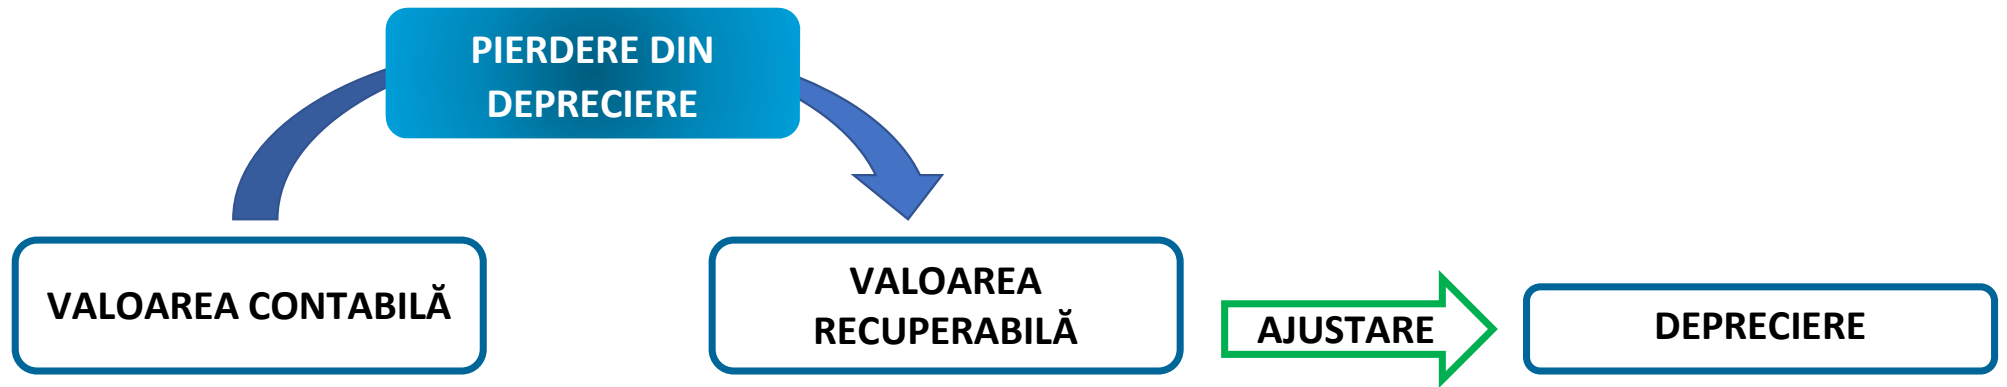 PIERDERE DIN
DEPRECIERE
VALOAREA CONTABILĂ
VALOAREA
RECUPERABILĂ
AJUSTARE
DEPRECIERE